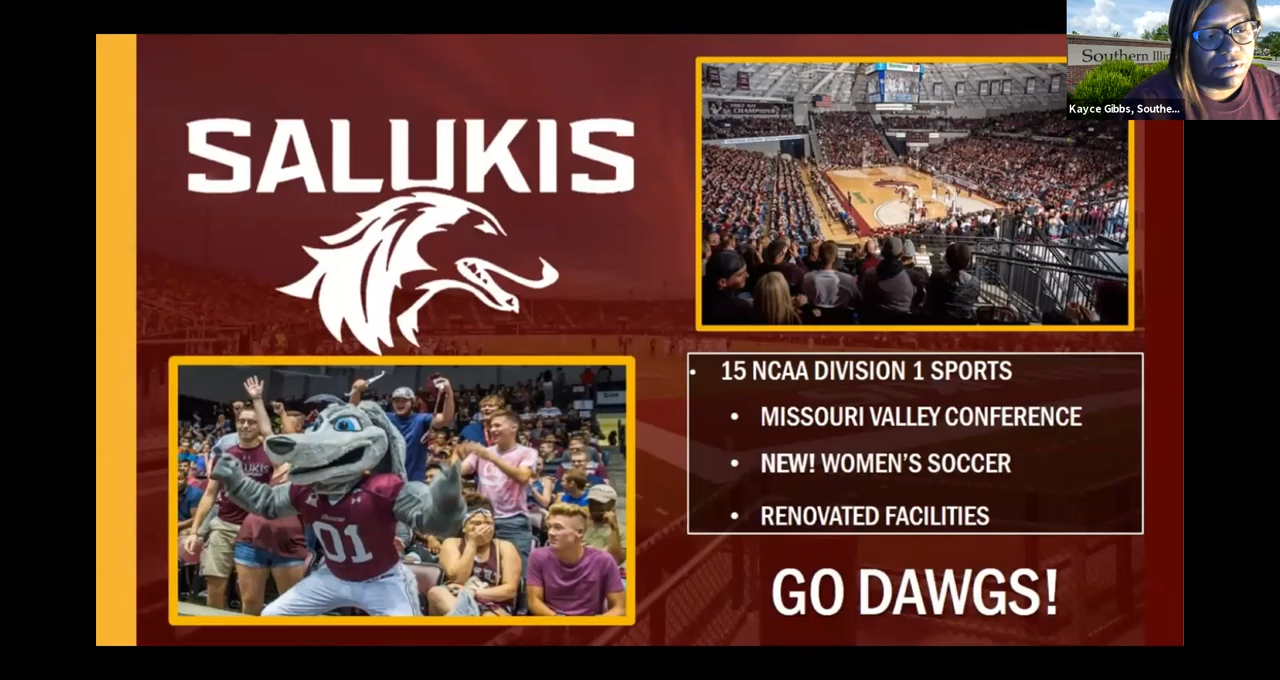 SALUKIS
Southern Illi
Kayce Gibbs, Southe...
• 15 NCAA DIVISION 1 SPORTS
• MISSOURI VALLEY CONFERENCE
• NEW! WOMEN'S SOCCER
• RENOVATED FACILITIES
SALUKIS
01
GO DAWGS!